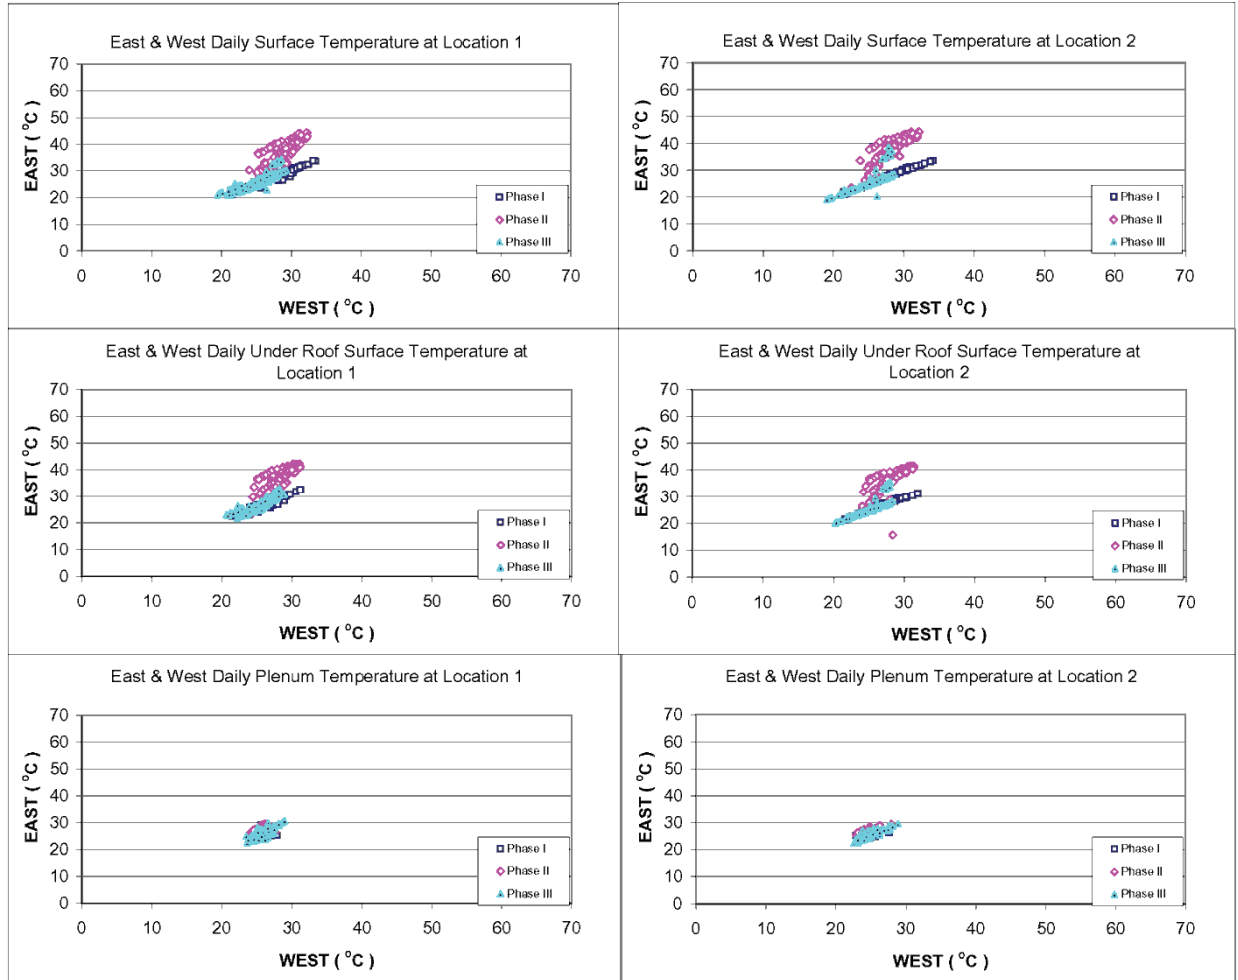 East & West Daily Surface Temperature at Location 1
70
60
50
40
30
20
10
0
EAST ( °C )
0 10 20 30 40 50 60 70
WEST ( °C )
Phase I
Phase II
Phase III
East & West Daily Surface Temperature at Location 2
70
60
50
40
30
20
10
0
EAST ( °C )
0 10 20 30 40 50 60 70
WEST ( °C )
Phase I
Phase II
Phase III
East & West Daily Under Roof Surface Temperature at
Location 1
70
60
50
40
30
20
10
0
EAST ( °C )
0 10 20 30 40 50 60 70
WEST ( °C )
Phase I
Phase II
Phase III
East & West Daily Under Roof Surface Temperature at
Location 2
70
60
50
40
30
20
10
0
EAST ( °C )
0 10 20 30 40 50 60 70
WEST ( °C )
Phase I
Phase II
Phase III
East & West Daily Plenum Temperature at Location 1
70
60
50
40
30
20
10
0
EAST ( °C )
0 10 20 30 40 50 60 70
WEST ( °C )
Phase I
Phase II
Phase III
East & West Daily Plenum Temperature at Location 2
70
60
50
40
30
20
10
0
EAST ( °C )
0 10 20 30 40 50 60 70
WEST ( °C )
Phase I
Phase II
Phase III